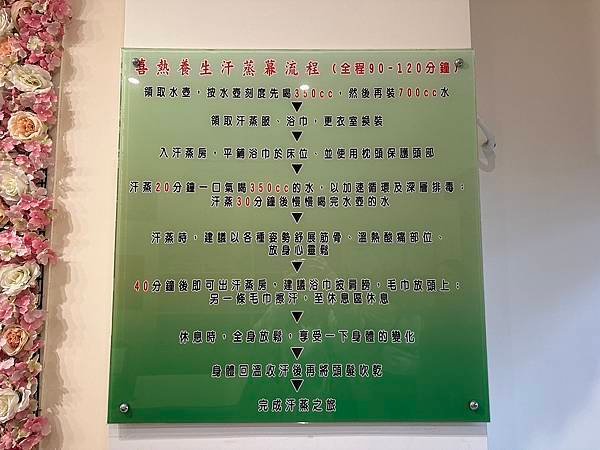 喜熱養生汗蒸幕流程(全程90-120分鐘)
領取水壺，按水壺刻度先喝350cc，然後再裝700cc水
▼
領取汗蒸服、浴巾，更衣室換裝
▼
入汗蒸房，平鋪浴巾於床位、並使用枕頭保護頭部
▼
汗蒸20分鐘一口氣喝350cc的水，以加速循環及深層排毒；
汗蒸30分鐘後慢慢喝完水壺的水
▼
汗蒸時，建議以各種姿勢舒展筋骨、溫熱酸痛部位、
放身心靈鬆
▼
40分鐘後即可出汗蒸房，建議浴巾披肩膀，毛巾放頭上；
另一條毛巾擦汗，至休息區休息
▼
休息時，全身放鬆，享受一下身體的變化
▼
身體回溫收汗後再將頭髮吹乾
▼
完成汗蒸之旅